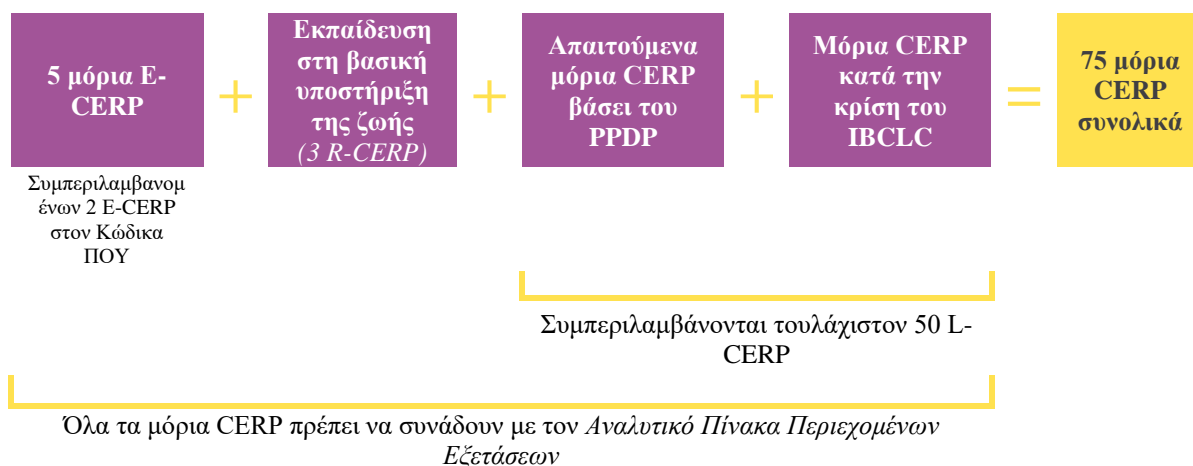 5 μόρια E-
CERP
+
Εκπαίδευση
στη βασική
υποστήριξη
της ζωής
(3 R-CERP)
+
Απαιτούμενα
μόρια CERP
βάσει του
PPDP
+
Μόρια CERP
κατά την
κρίση του
IBCLC
=
75 μόρια
CERP
συνολικά
Συμπεριλαμβανομ
ένων 2 E-CERP
στον Κώδικα
ΠΟΥ
Συμπεριλαμβάνονται τουλάχιστον 50 L-
CERP
Όλα τα μόρια CERP πρέπει να συνάδουν με τον Αναλυτικό Πίνακα Περιεχομένων
Εξετάσεων